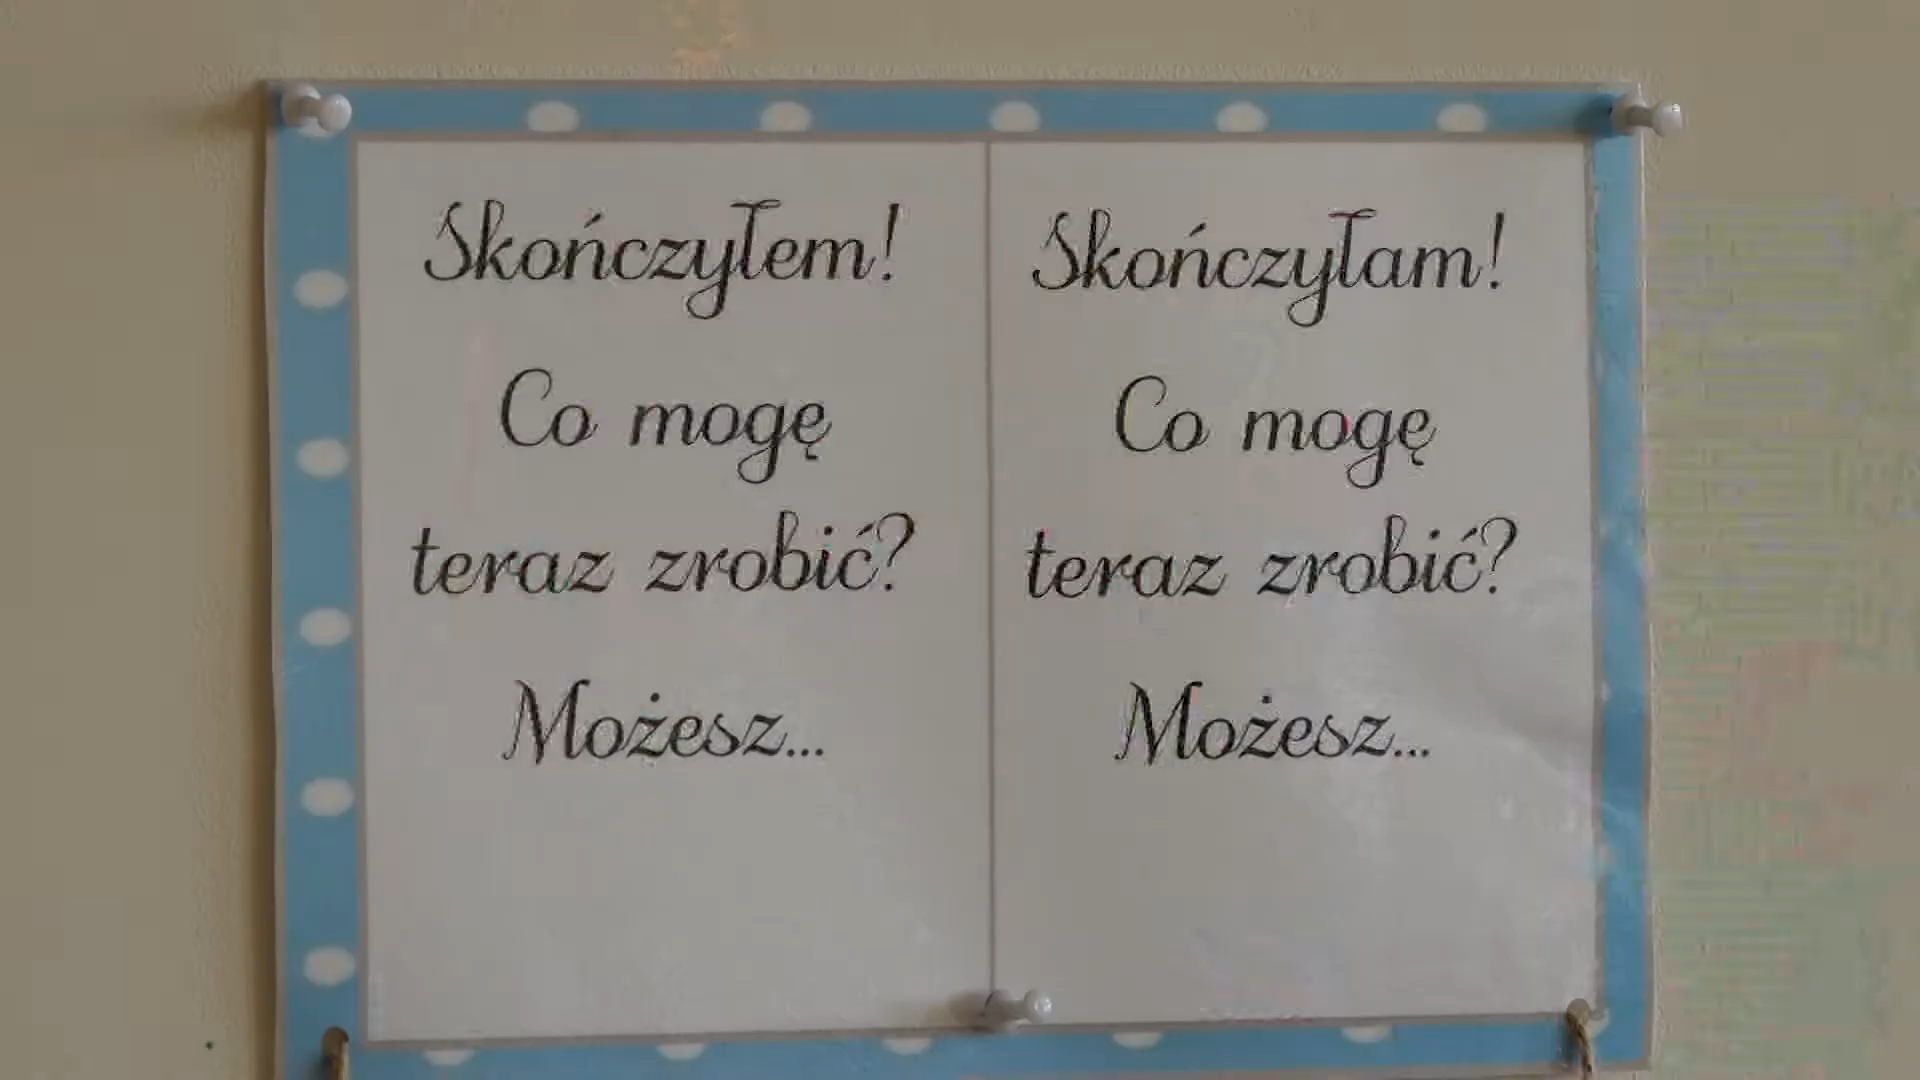 Skończyłem!
Co mogę
teraz zrobić?
Możesz...
Skończyłam!
Co mogę
teraz zrobić?
Możesz...